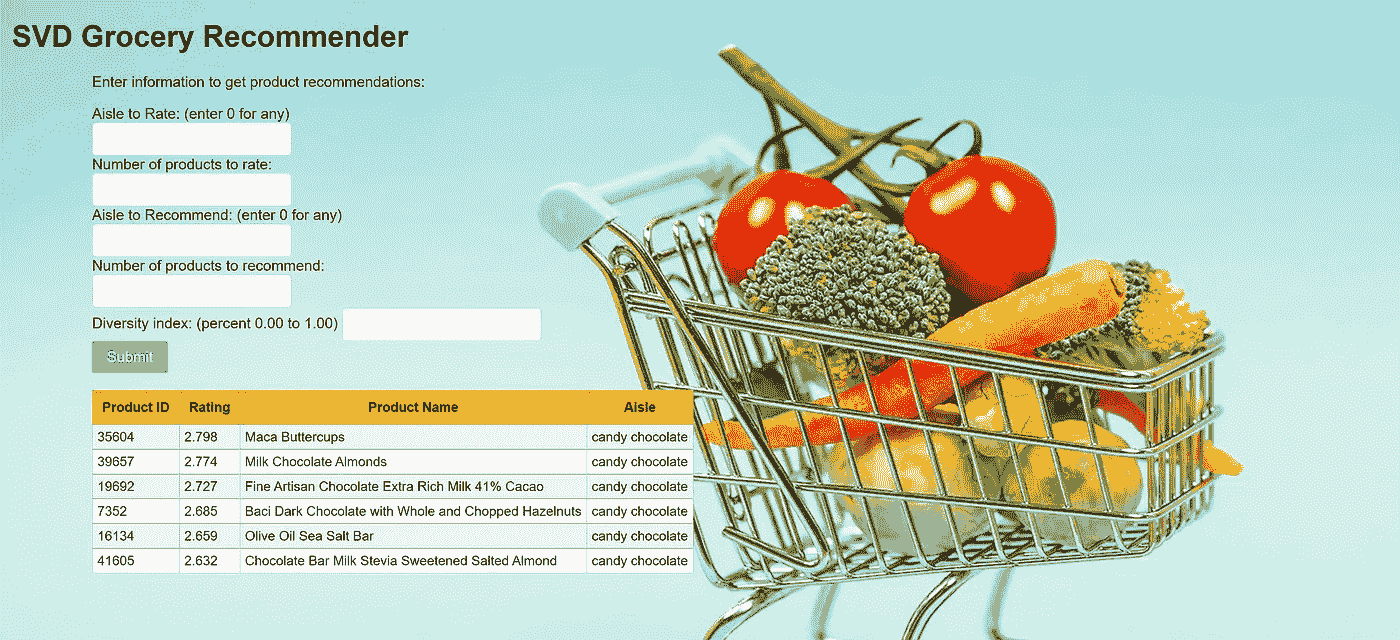 SVD Grocery Recommender
Enter information to get product recommendations:
Aisle to Rate: (enter 0 for any)
Number of products to rate:
Aisle to Recommend: (enter 0 for any)
Number of products to recommend:
Diversity index: (percent 0.00 to 1.00)
Submit
Product ID Rating Product Name Aisle
35604 2.798 Maca Buttercups candy chocolate
39657 2.774 Milk Chocolate Almonds candy chocolate
19692 2.727 Fine Artisan Chocolate Extra Rich Milk 41% Cacao candy chocolate
7352 2.685 Baci Dark Chocolate with Whole and Chopped Hazelnuts candy chocolate
16134 2.659 Olive Oil Sea Salt Bar candy chocolate
41605 2.632 Chocolate Bar Milk Stevia Sweetened Salted Almond candy chocolate